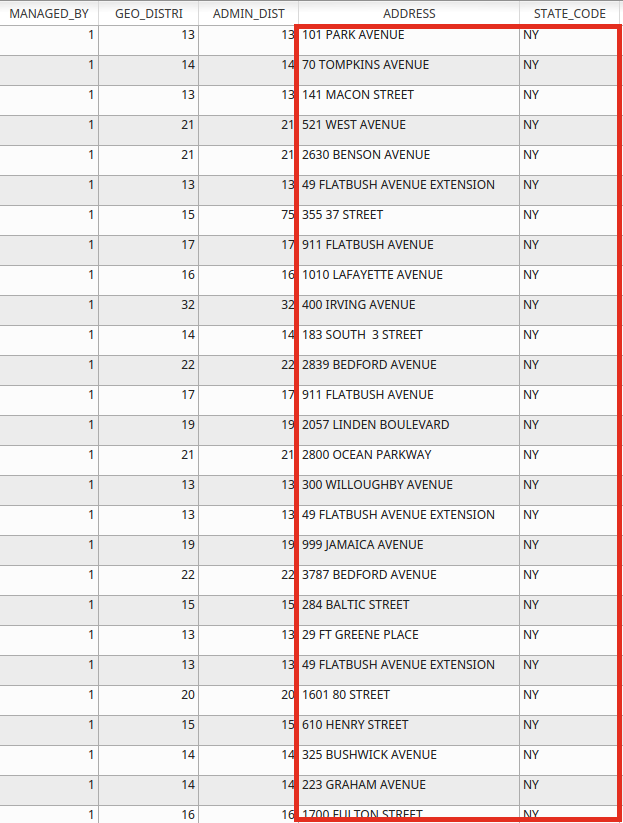 MANAGED_BY GEO_DISTRI ADMIN_DIST ADDRESS STATE_CODE
1 13 13 101 PARK AVENUE NY
1 14 14 70 TOMPKINS AVENUE NY
1 13 13 141 MACON STREET NY
1 21 21 521 WEST AVENUE NY
1 21 21 2630 BENSON AVENUE NY
1 13 13 49 FLATBUSH AVENUE EXTENSION NY
1 15 75 355 37 STREET NY
1 17 17 911 FLATBUSH AVENUE NY
1 16 16 1010 LAFAYETTE AVENUE NY
1 32 32 400 IRVING AVENUE NY
1 14 14 183 SOUTH  3 STREET NY
1 22 22 2839 BEDFORD AVENUE NY
1 17 17 911 FLATBUSH AVENUE NY
1 19 19 2057 LINDEN BOULEVARD NY
1 21 21 2800 OCEAN PARKWAY NY
1 13 13 300 WILLOUGHBY AVENUE NY
1 13 13 49 FLATBUSH AVENUE EXTENSION NY
1 19 19 999 JAMAICA AVENUE NY
1 22 22 3787 BEDFORD AVENUE NY
1 15 15 284 BALTIC STREET NY
1 13 13 29 FT GREENE PLACE NY
1 13 13 49 FLATBUSH AVENUE EXTENSION NY
1 20 20 1601 80 STREET NY
1 15 15 610 HENRY STREET NY
1 14 14 325 BUSHWICK AVENUE NY
1 14 14 223 GRAHAM AVENUE NY
1 16 16 1700 FULTON STREET NY